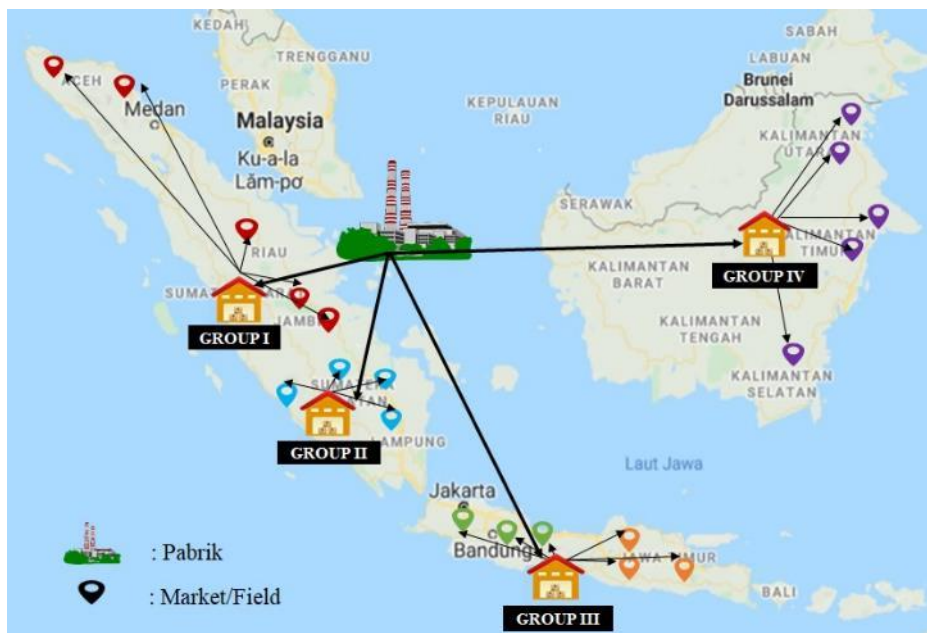 KEDAH
TRENGGANU
PERAK
Malaysia
Ku-a-la
Lăm-pơ
ACEH
Medan
KEPULAUAN
RIAU
SABAH
LABUAN
Brunei
Darussalam
KALIMANTAN
UTARA
SERAWAK
RIAU
KALIMANTAN
TIMUR
GROUP IV
KALIMANTAN
BARAT
GROUP I
JAMBI
KALIMANTAN
TENGAH
SUMATERA
KALIMANTAN
SELATAN
GROUP II
LAMPUNG
Laut Jawa
Jakarta
Bandung
JAWA TIMUR
BALI
GROUP III
: Pabrik
: Market/Field